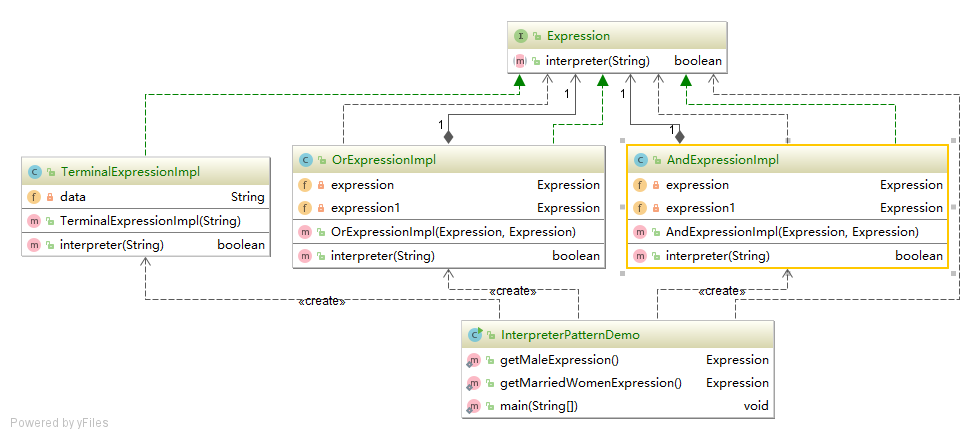 Expression
interpreter(String) boolean
1
1
1
1
TerminalExpressionImpl
data String
TerminalExpressionImpl(String)
interpreter(String) boolean
OrExpressionImpl
expression Expression
expression1 Expression
OrExpressionImpl(Expression, Expression)
interpreter(String) boolean
AndExpressionImpl
expression Expression
expression1 Expression
AndExpressionImpl(Expression, Expression)
interpreter(String) boolean
«create»
«create»
«create»
InterpreterPatternDemo
getMaleExpression() Expression
getMarriedWomenExpression() Expression
main(String[]) void
Powered by yFiles